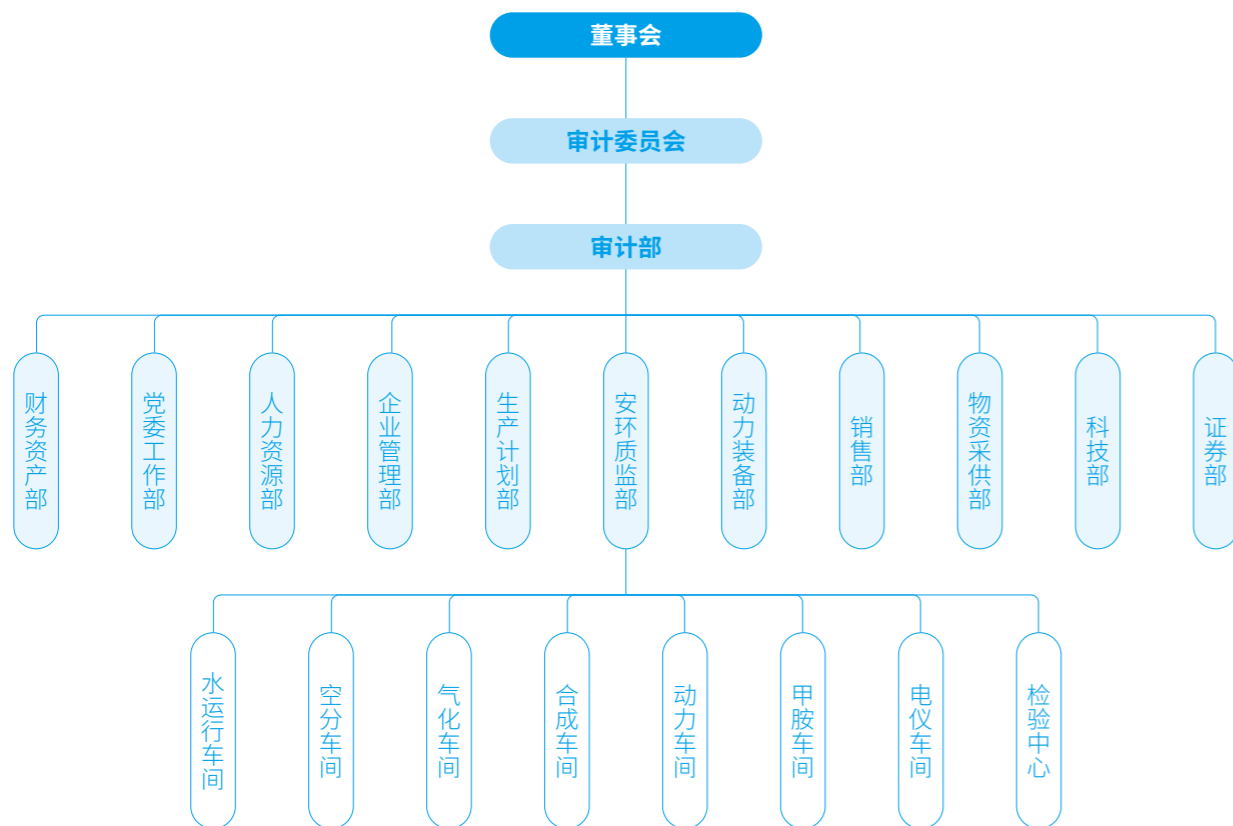 董事会
审计委员会
审计部
财务资产部
党委工作部
人力资源部
企业管理部
生产计划部
安环质监部
动力装备部
销售部
物资采供部
科技部
证券部
水运行车间
空分车间
气化车间
合成车间
动力车间
甲胺车间
电仪车间
检验中心